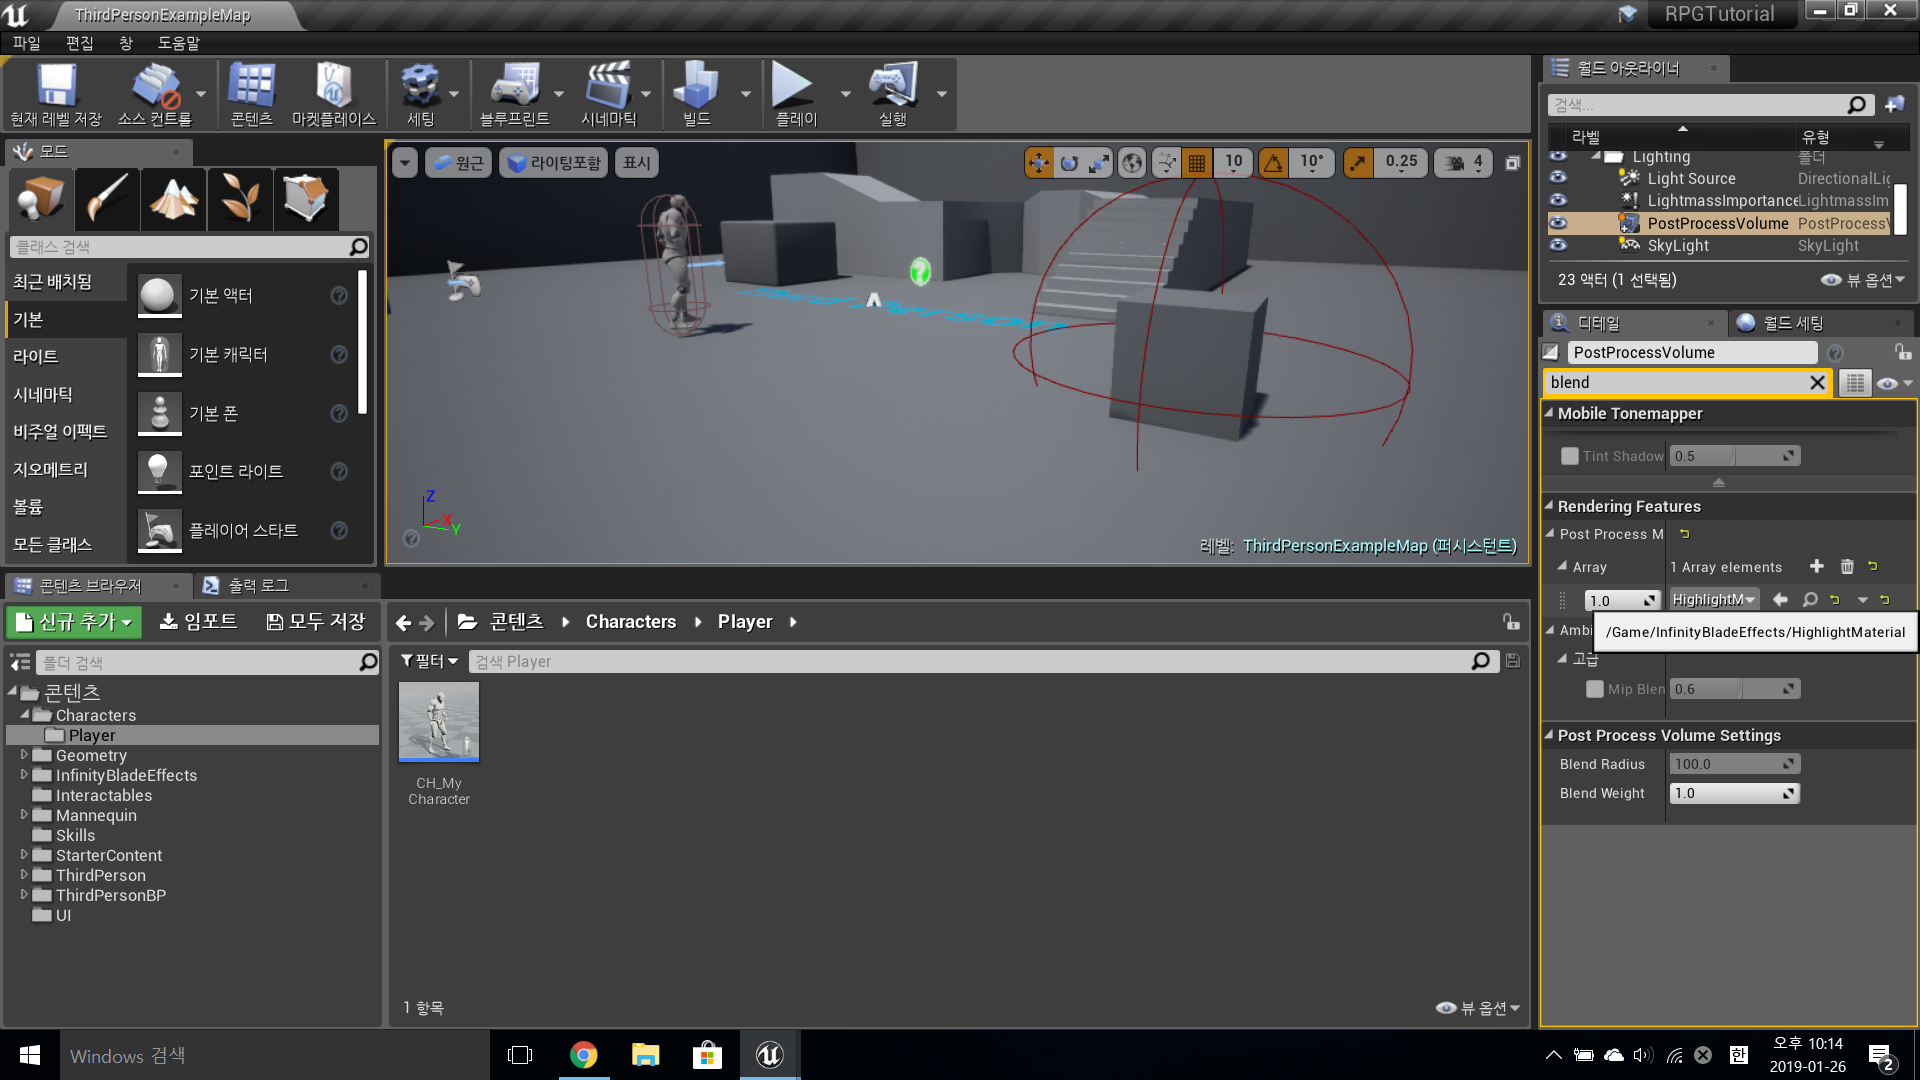 ThirdPersonExampleMap
RPGTutorial
파일 편집 창 도움말
현재 레벨 저장 소스 컨트롤 콘텐츠 마켓플레이스 세팅 블루프린트 시네마틱 빌드 플레이 실행
모드
클래스 검색
최근 배치됨
기본
라이트
시네마틱
비주얼 이펙트
지오메트리
볼륨
모든 클래스
기본 액터
기본 캐릭터
기본 폰
포인트 라이트
플레이어 스타트
원근 라이팅포함 표시
10 10° 0.25 4
Z
X
Y
레벨: ThirdPersonExampleMap (퍼시스턴트)
월드 아웃라이너
검색...
라벨 유형
Lighting 폴더
Light Source DirectionalLig
LightmassImportance LightmassIm
PostProcessVolume PostProcessV
SkyLight SkyLight
23 액터 (1 선택됨) 뷰 옵션
디테일 월드 세팅
PostProcessVolume
blend
Mobile Tonemapper
Tint Shadow 0.5
Rendering Features
Post Process M
Array 1 Array elements
1.0 HighlightM
Ambi
/Game/InfinityBladeEffects/HighlightMaterial
고급
Mip Blen 0.6
Post Process Volume Settings
Blend Radius 100.0
Blend Weight 1.0
콘텐츠 브라우저 출력 로그
신규 추가 임포트 모두 저장
콘텐츠 Characters Player
폴더 검색
필터 검색 Player
콘텐츠
Characters
Player
Geometry
InfinityBladeEffects
Interactables
Mannequin
Skills
StarterContent
ThirdPerson
ThirdPersonBP
UI
CH_My
Character
1 항목
뷰 옵션
Windows 검색
한
오후 10:14
2019-01-26
2